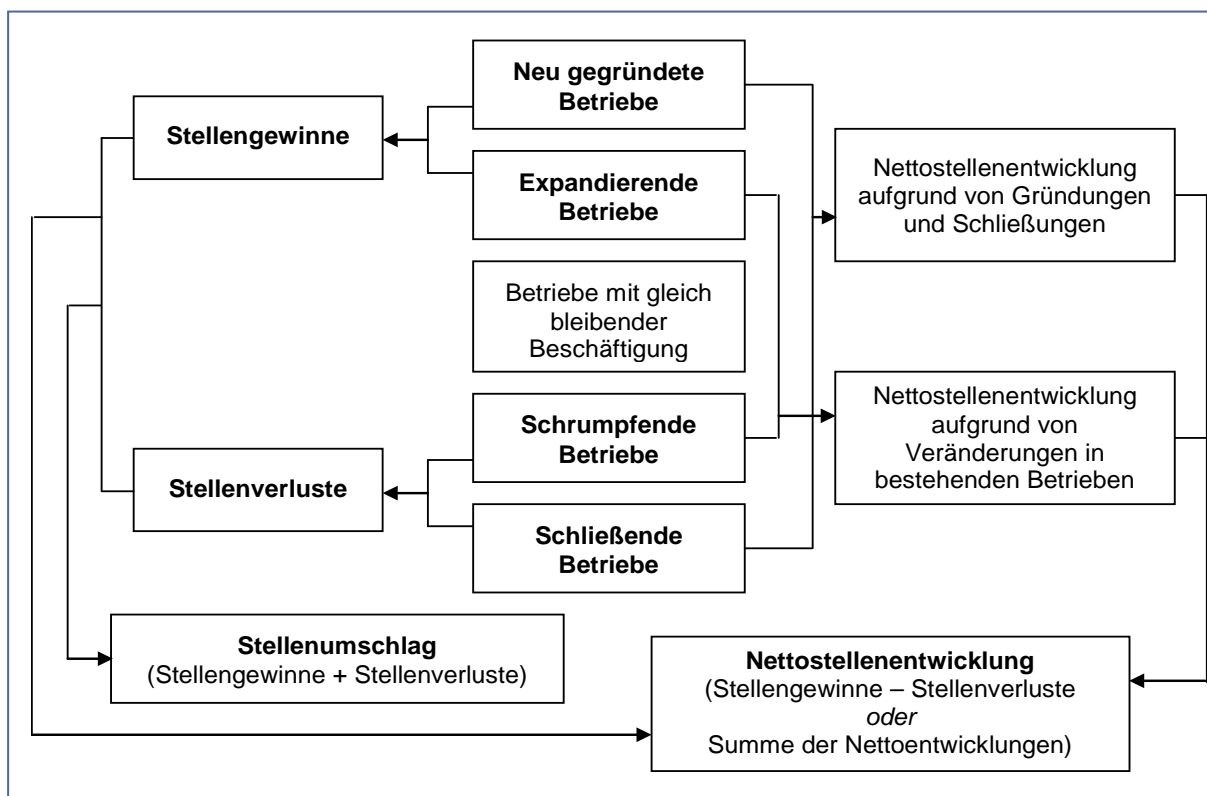 Neu gegründete
Betriebe
Stellengewinne
Expandierende
Betriebe
Nettostellenentwicklung
aufgrund von Gründungen
und Schließungen
Betriebe mit gleich
bleibender
Beschäftigung
Schrumpfende
Betriebe
Nettostellenentwicklung
aufgrund von
Veränderungen in
bestehenden Betrieben
Stellenverluste
Schließende
Betriebe
Stellenumschlag
(Stellengewinne + Stellenverluste)
Nettostellenentwicklung
(Stellengewinne – Stellenverluste
oder
Summe der Nettoentwicklungen)